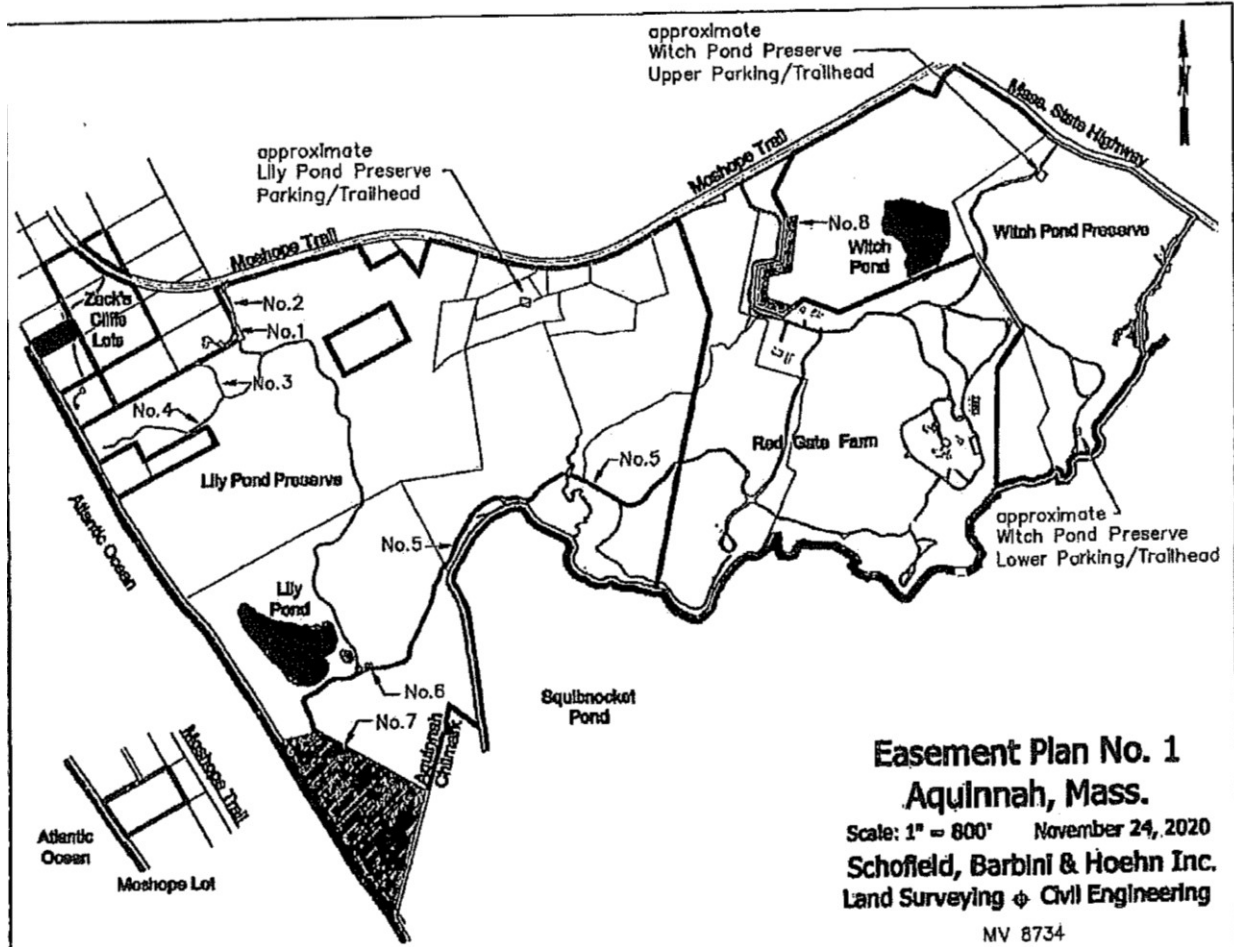 approximate
Witch Pond Preserve
Upper Parking/Trailhead
N
Mass. State Highway
approximate
Lily Pond Preserve
Parking/Trailhead
Moshope Trail
No.8
Witch
Pond
Witch Pond Preserve
Moshope Trail
Zack's
Cliffs
Lots
No.2
No.1
No.3
No.4
Red Gate Farm
No.5
Lily Pond Preserve
Atlantic Ocean
No.5
approximate
Witch Pond Preserve
Lower Parking/Trailhead
Lily
Pond
No.6
Squibnocket
Pond
No.7
Aquinnah
Chilmark
Moshope Trail
Atlantic
Ocean
Moshope Lot
Easement Plan No. 1
Aquinnah, Mass.
Scale: 1" = 800' November 24, 2020
Schofield, Barbini & Hoehn Inc.
Land Surveying Civil Engineering
MV 8734